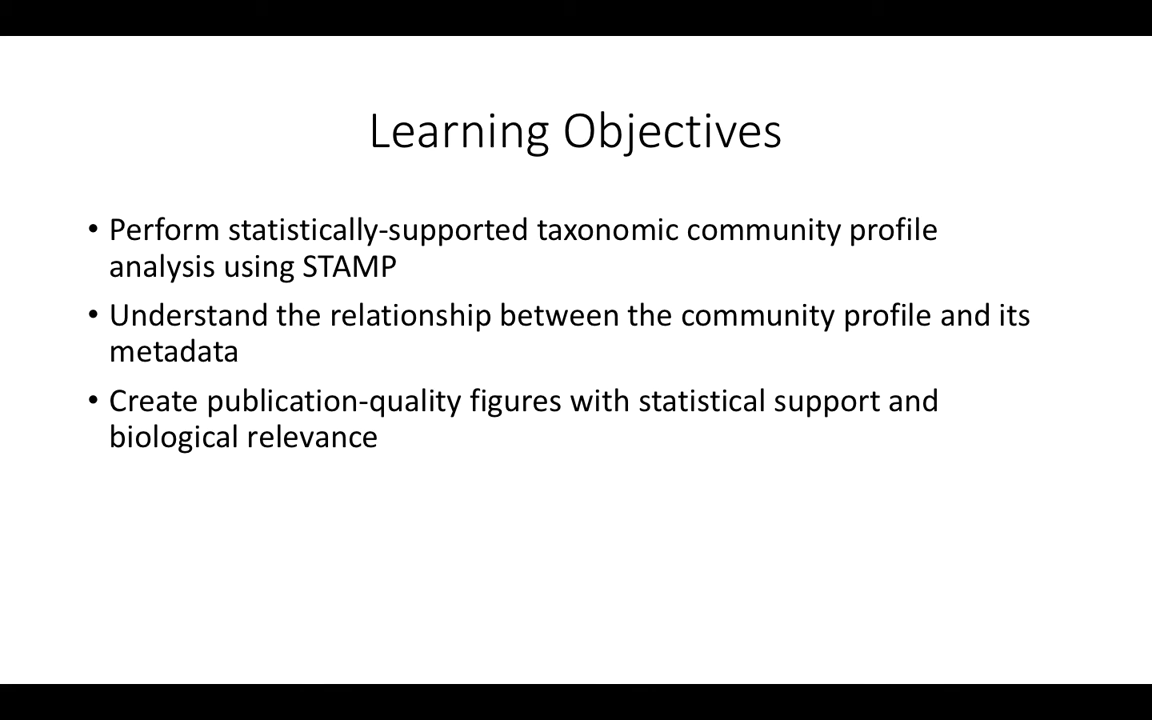 Learning Objectives
• Perform statistically-supported taxonomic community profile
analysis using STAMP
• Understand the relationship between the community profile and its
metadata
• Create publication-quality figures with statistical support and
biological relevance